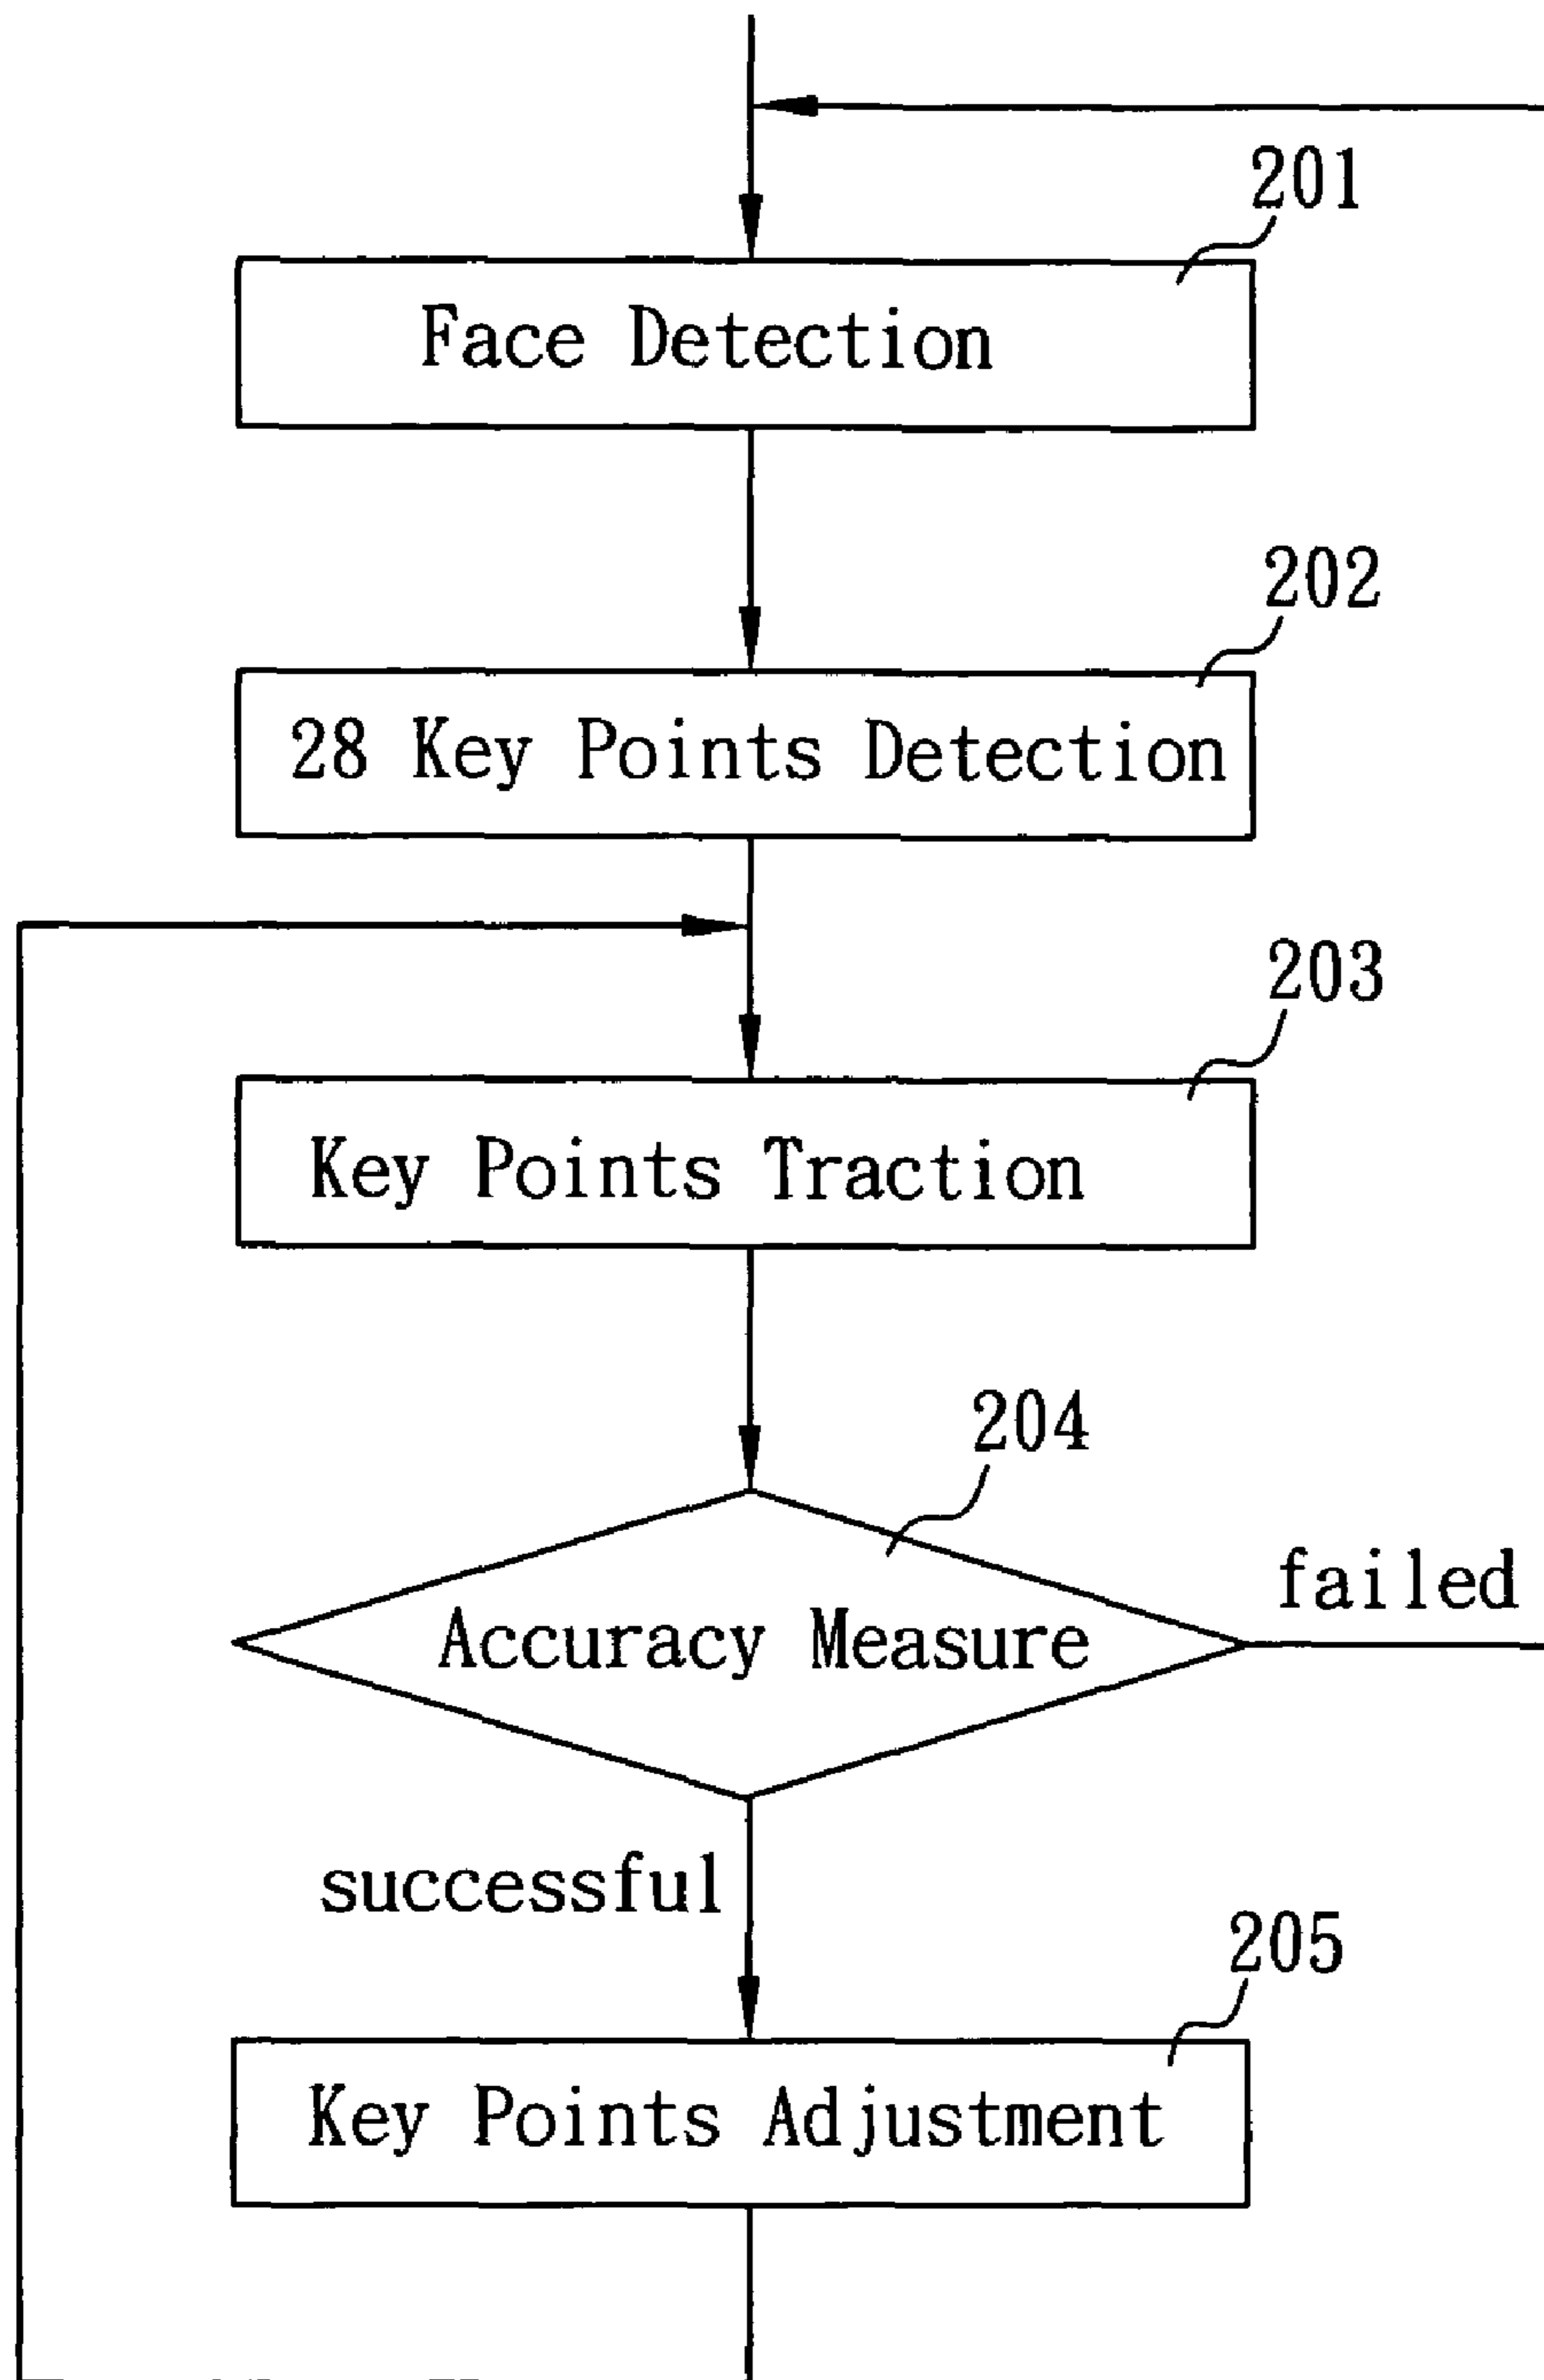 201
Face Detection
202
28 Key Points Detection
203
Key Points Traction
204
failed
Accuracy Measure
successful
205
Key Points Adjustment